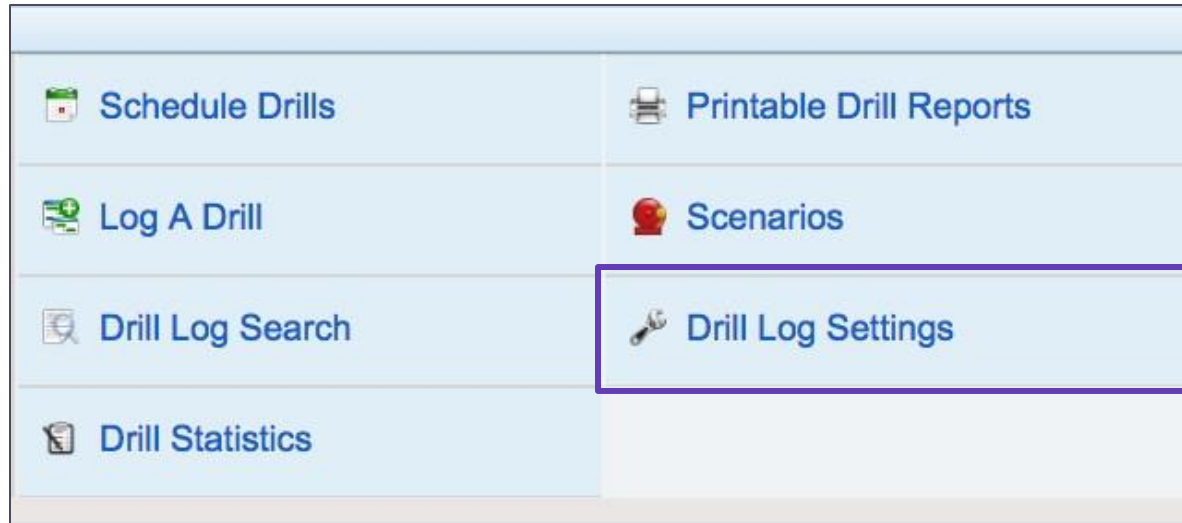 Schedule Drills
Printable Drill Reports
Log A Drill
Scenarios
Drill Log Search
Drill Log Settings
Drill Statistics